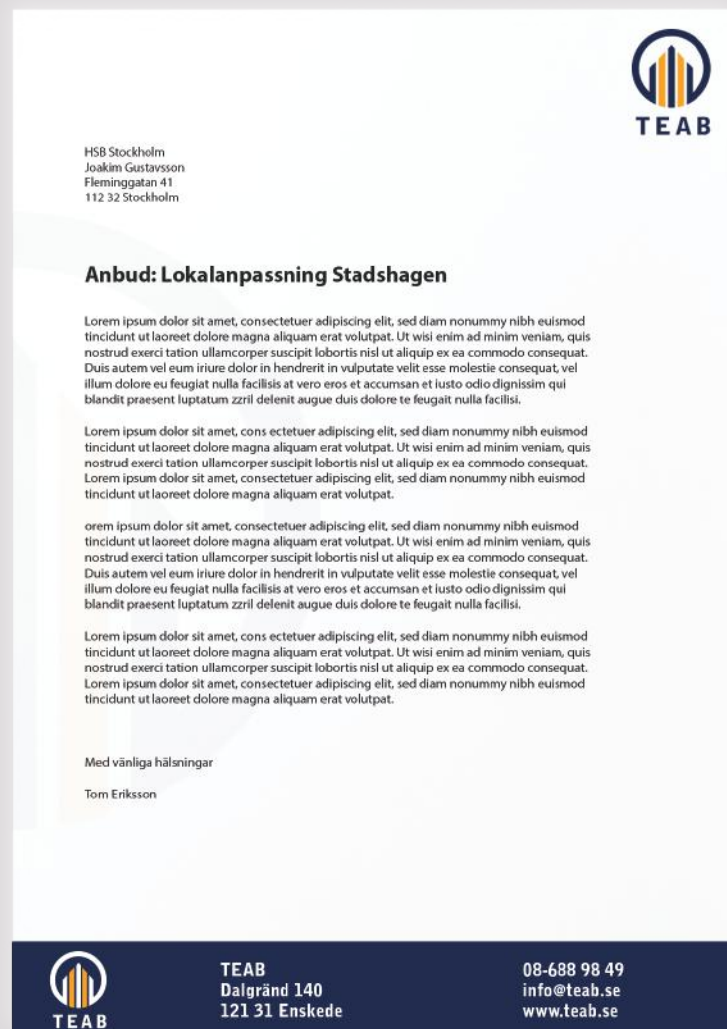 TEAB
HSB Stockholm
Joakim Gustavsson
Fleminggatan 41
112 32 Stockholm
Anbud: Lokalanpassning Stadshagen
Lorem ipsum dolor sit amet, consectetuer adipiscing elit, sed diam nonummy nibh euismod
tincidunt ut laoreet dolore magna aliquam erat volutpat. Ut wisi enim ad minim veniam, quis
nostrud exerci tation ullamcorper suscipit lobortis nisl ut aliquip ex ea commodo consequat.
Duis autem vel eum iriure dolor in hendrerit in vulputate velit esse molestie consequat, vel
illum dolore eu feugiat nulla facilisis at vero eros et accumsan et iusto odio dignissim qui
blandit praesent luptatum zzril delenit augue duis dolore te feugait nulla facilisi.
Lorem ipsum dolor sit amet, cons ectetuer adipiscing elit, sed diam nonummy nibh euismod
tincidunt ut laoreet dolore magna aliquam erat volutpat. Ut wisi enim ad minim veniam, quis
nostrud exerci tation ullamcorper suscipit lobortis nisl ut aliquip ex ea commodo consequat.
Lorem ipsum dolor sit amet, consectetuer adipiscing elit, sed diam nonummy nibh euismod
tincidunt ut laoreet dolore magna aliquam erat volutpat.
orem ipsum dolor sit amet, consectetuer adipiscing elit, sed diam nonummy nibh euismod
tincidunt ut laoreet dolore magna aliquam erat volutpat. Ut wisi enim ad minim veniam, quis
nostrud exerci tation ullamcorper suscipit lobortis nisl ut aliquip ex ea commodo consequat.
Duis autem vel eum iriure dolor in hendrerit in vulputate velit esse molestie consequat, vel
illum dolore eu feugiat nulla facilisis at vero eros et accumsan et iusto odio dignissim qui
blandit praesent luptatum zzril delenit augue duis dolore te feugait nulla facilisi.
Lorem ipsum dolor sit amet, cons ectetuer adipiscing elit, sed diam nonummy nibh euismod
tincidunt ut laoreet dolore magna aliquam erat volutpat. Ut wisi enim ad minim veniam, quis
nostrud exerci tation ullamcorper suscipit lobortis nisl ut aliquip ex ea commodo consequat.
Lorem ipsum dolor sit amet, consectetuer adipiscing elit, sed diam nonummy nibh euismod
tincidunt ut laoreet dolore magna aliquam erat volutpat.
Med vänliga hälsningar
Tom Eriksson
TEAB
TEAB
Dalgränd 140
121 31 Enskede
08-688 98 49
info@teab.se
www.teab.se